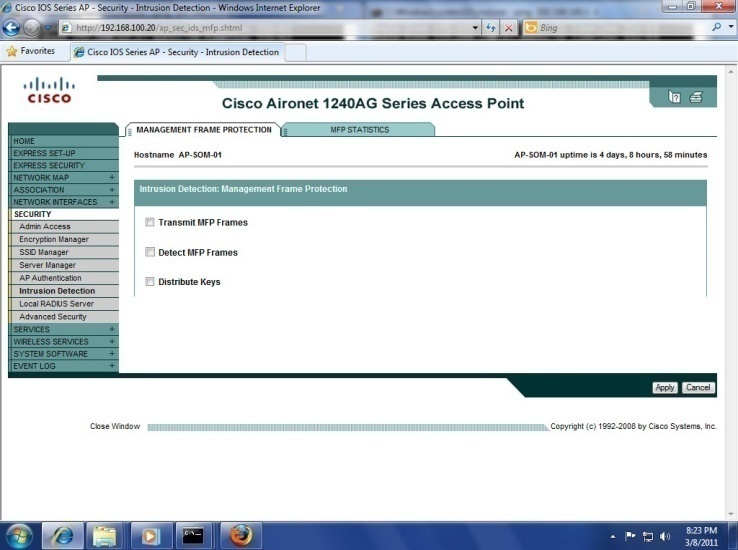 Cisco IOS Series AP - Security - Intrusion Detection - Windows Internet Explorer
http://192.168.100.20/ap_sec_ids_mfp.shtml
Bing
Favorites
Cisco IOS Series AP - Security - Intrusion Detection
CISCO
Cisco Aironet 1240AG Series Access Point
MANAGEMENT FRAME PROTECTION
MFP STATISTICS
HOME
EXPRESS SET-UP
EXPRESS SECURITY
NETWORK MAP +
ASSOCIATION +
NETWORK INTERFACES +
SECURITY
Admin Access
Encryption Manager
SSID Manager
Server Manager
AP Authentication
Intrusion Detection
Local RADIUS Server
Advanced Security
SERVICES +
WIRELESS SERVICES +
SYSTEM SOFTWARE +
EVENT LOG +
Hostname AP-SOM-01
AP-SOM-01 uptime is 4 days, 8 hours, 58 minutes
Intrusion Detection: Management Frame Protection
Transmit MFP Frames
Detect MFP Frames
Distribute Keys
Apply
Cancel
Close Window
Copyright (c) 1992-2008 by Cisco Systems, Inc.
8:23 PM
3/8/2011